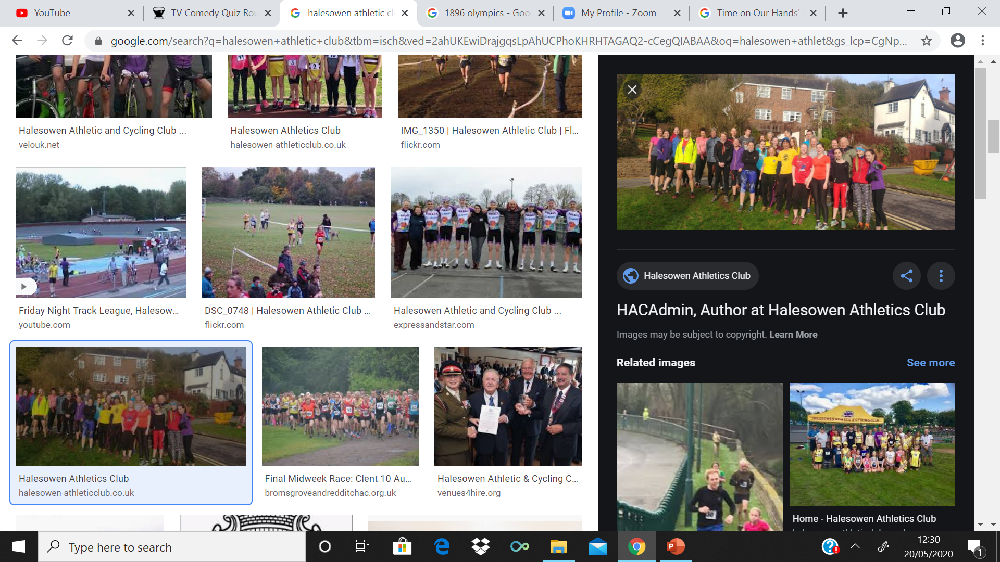 YouTube
TV Comedy Quiz Rou
halesowen athletic cl
1896 olympics - Goo
My Profile - Zoom
Time on Our Hands'
google.com/search?q=halesowen+athletic+club&tbm=isch&ved=2ahUKEwiDrajgqsLpAhUCPhoKHRHTAGAQ2-cCegQIABAA&oq=halesowen+athlet&gs_lcp=CgNp...
Halesowen Athletic and Cycling Club ...
velouk.net
Halesowen Athletics Club
halesowen-athleticclub.co.uk
IMG_1350 | Halesowen Athletic Club | Fl...
flickr.com
Friday Night Track League, Halesow...
youtube.com
DSC_0748 | Halesowen Athletic Club ...
flickr.com
Halesowen Athletic and Cycling Club ...
expressandstar.com
Halesowen Athletics Club
halesowen-athleticclub.co.uk
Final Midweek Race: Clent 10 Au...
bromsgroveandredditchac.org.uk
Halesowen Athletic & Cycling C...
venues4hire.org
Halesowen Athletics Club
HACAdmin, Author at Halesowen Athletics Club
Images may be subject to copyright. Learn More
Related images
See more
HALESOWEN ATHLETIC & CYCLING CLUB
Home - Halesowen Athletics Club
Type here to search
12:30
20/05/2020
1